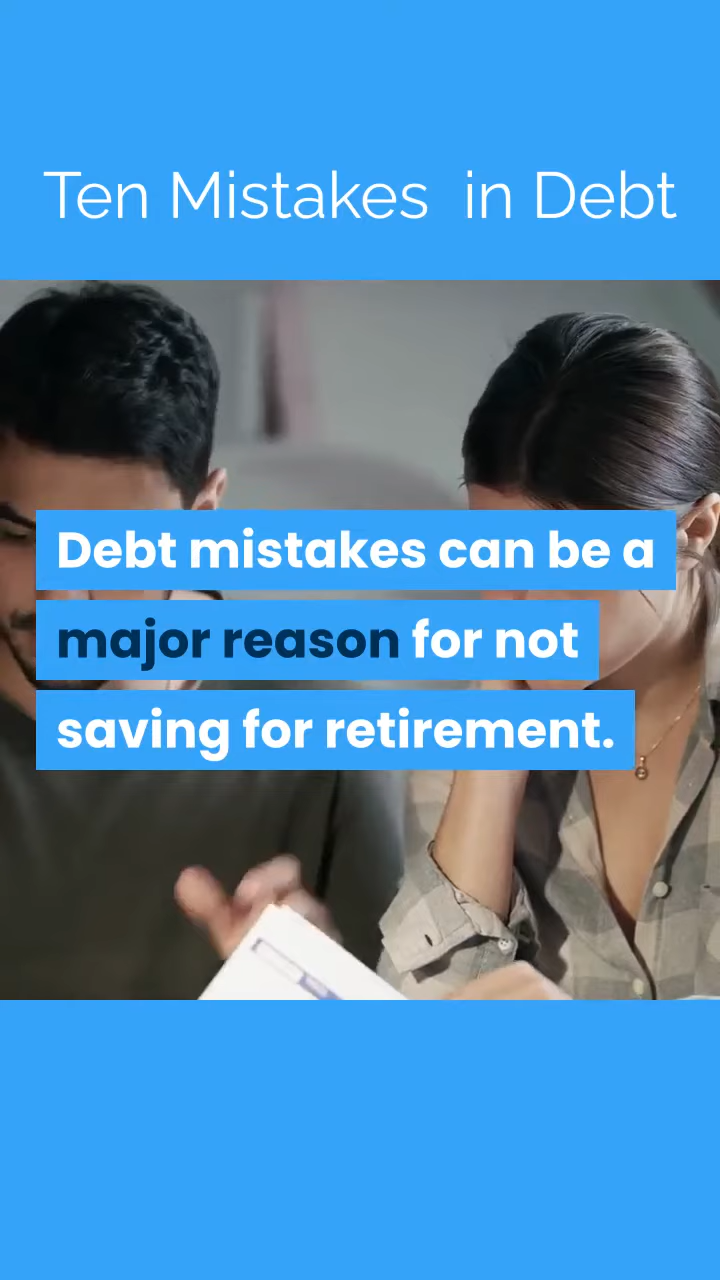 Ten Mistakes  in Debt
Debt mistakes can be a
major reason for not
saving for retirement.